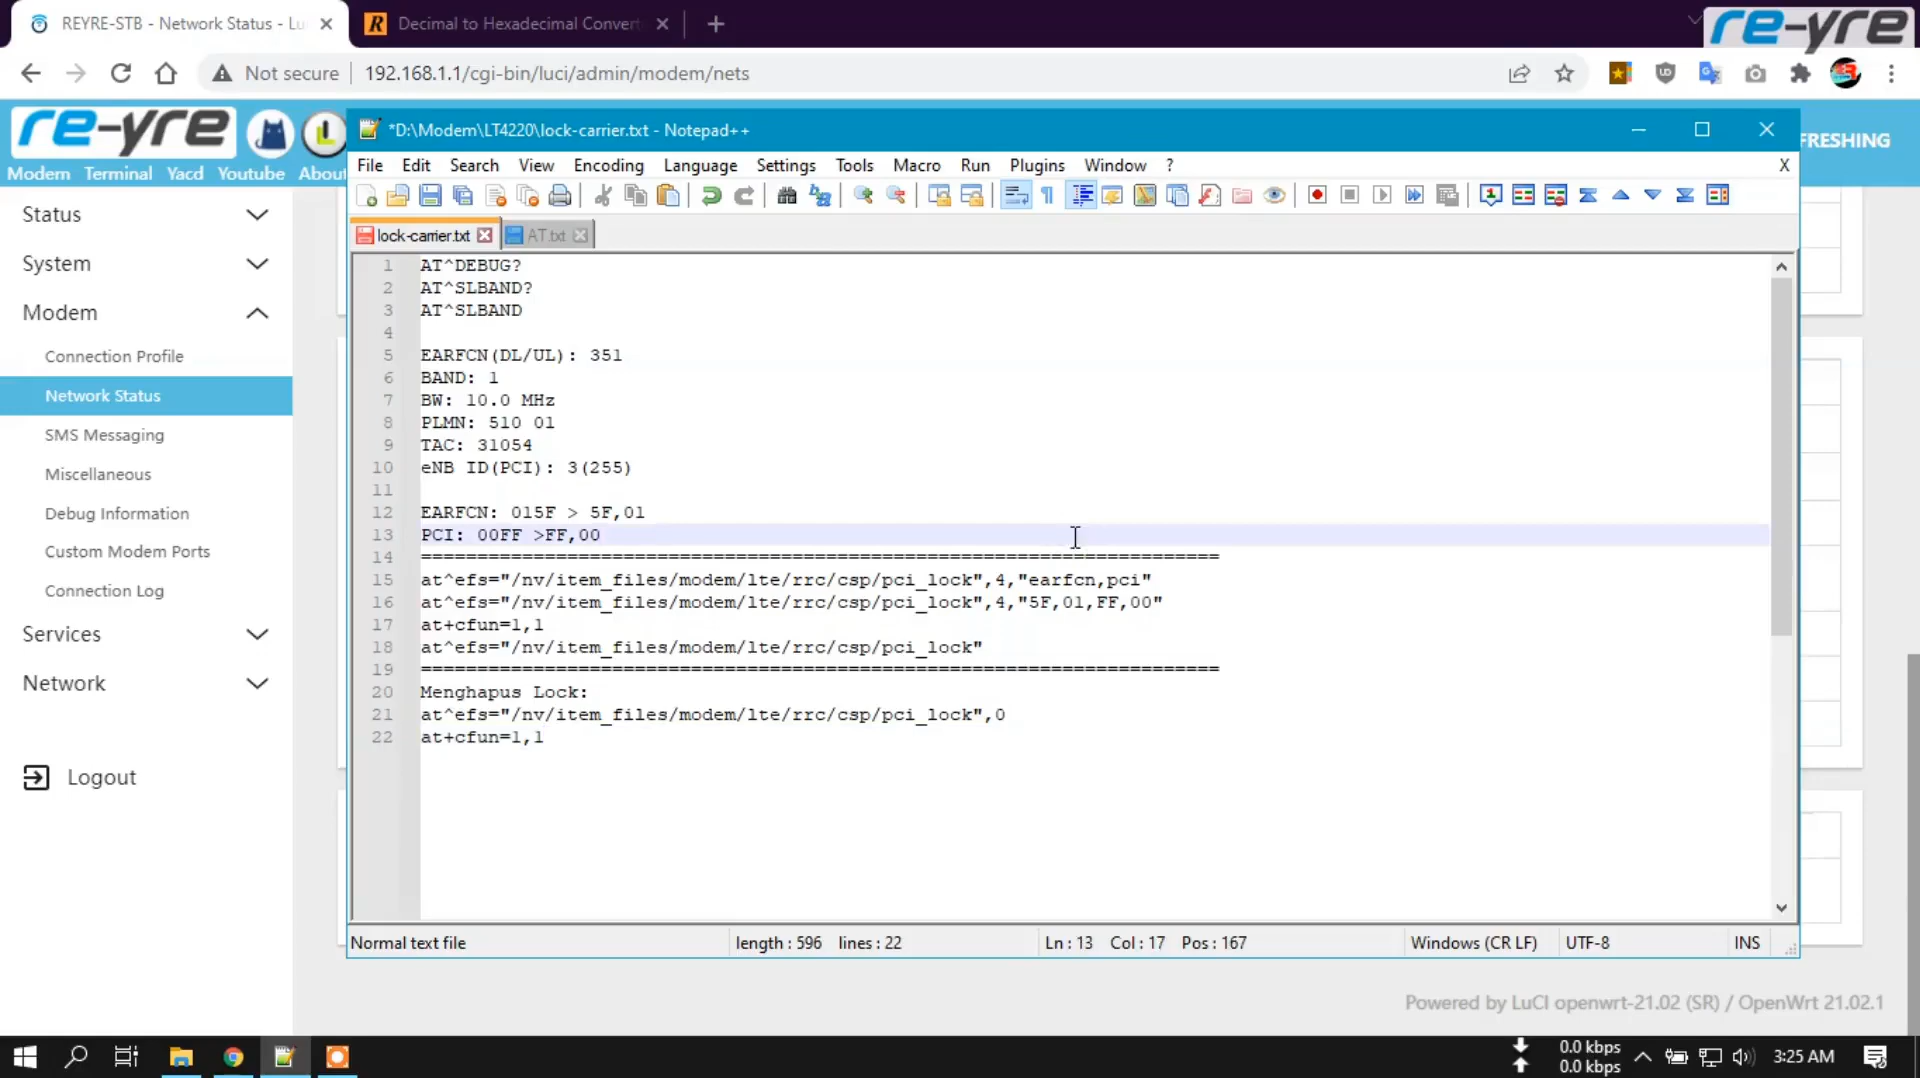 REYRE-STB - Network Status - Lu
Decimal to Hexadecimal Convert
re-yre
Not secure
192.168.1.1/cgi-bin/luci/admin/modem/nets
re-yre
FRESHING
Modem Terminal Yacd Youtube About
Status
System
Modem
Connection Profile
Network Status
SMS Messaging
Miscellaneous
Debug Information
Custom Modem Ports
Connection Log
Services
Network
Logout
*D:\Modem\LT4220\lock-carrier.txt - Notepad++
File Edit Search View Encoding Language Settings Tools Macro Run Plugins Window ? X
lock-carrier.txt AT.txt
1 AT^DEBUG?
2 AT^SLBAND?
3 AT^SLBAND
4
5 EARFCN(DL/UL): 351
6 BAND: 1
7 BW: 10.0 MHz
8 PLMN: 510 01
9 TAC: 31054
10 eNB ID(PCI): 3(255)
11
12 EARFCN: 015F > 5F,01
13 PCI: 00FF >FF,00
14 =======================================================================
15 at^efs="/nv/item_files/modem/lte/rrc/csp/pci_lock",4,"earfcn,pci"
16 at^efs="/nv/item_files/modem/lte/rrc/csp/pci_lock",4,"5F,01,FF,00"
17 at+cfun=1,1
18 at^efs="/nv/item_files/modem/lte/rrc/csp/pci_lock"
19 =======================================================================
20 Menghapus Lock:
21 at^efs="/nv/item_files/modem/lte/rrc/csp/pci_lock",0
22 at+cfun=1,1
Normal text file length : 596 lines : 22 Ln : 13 Col : 17 Pos : 167 Windows (CR LF) UTF-8 INS
Powered by LuCI openwrt-21.02 (SR) / OpenWrt 21.02.1
0.0 kbps
0.0 kbps
3:25 AM